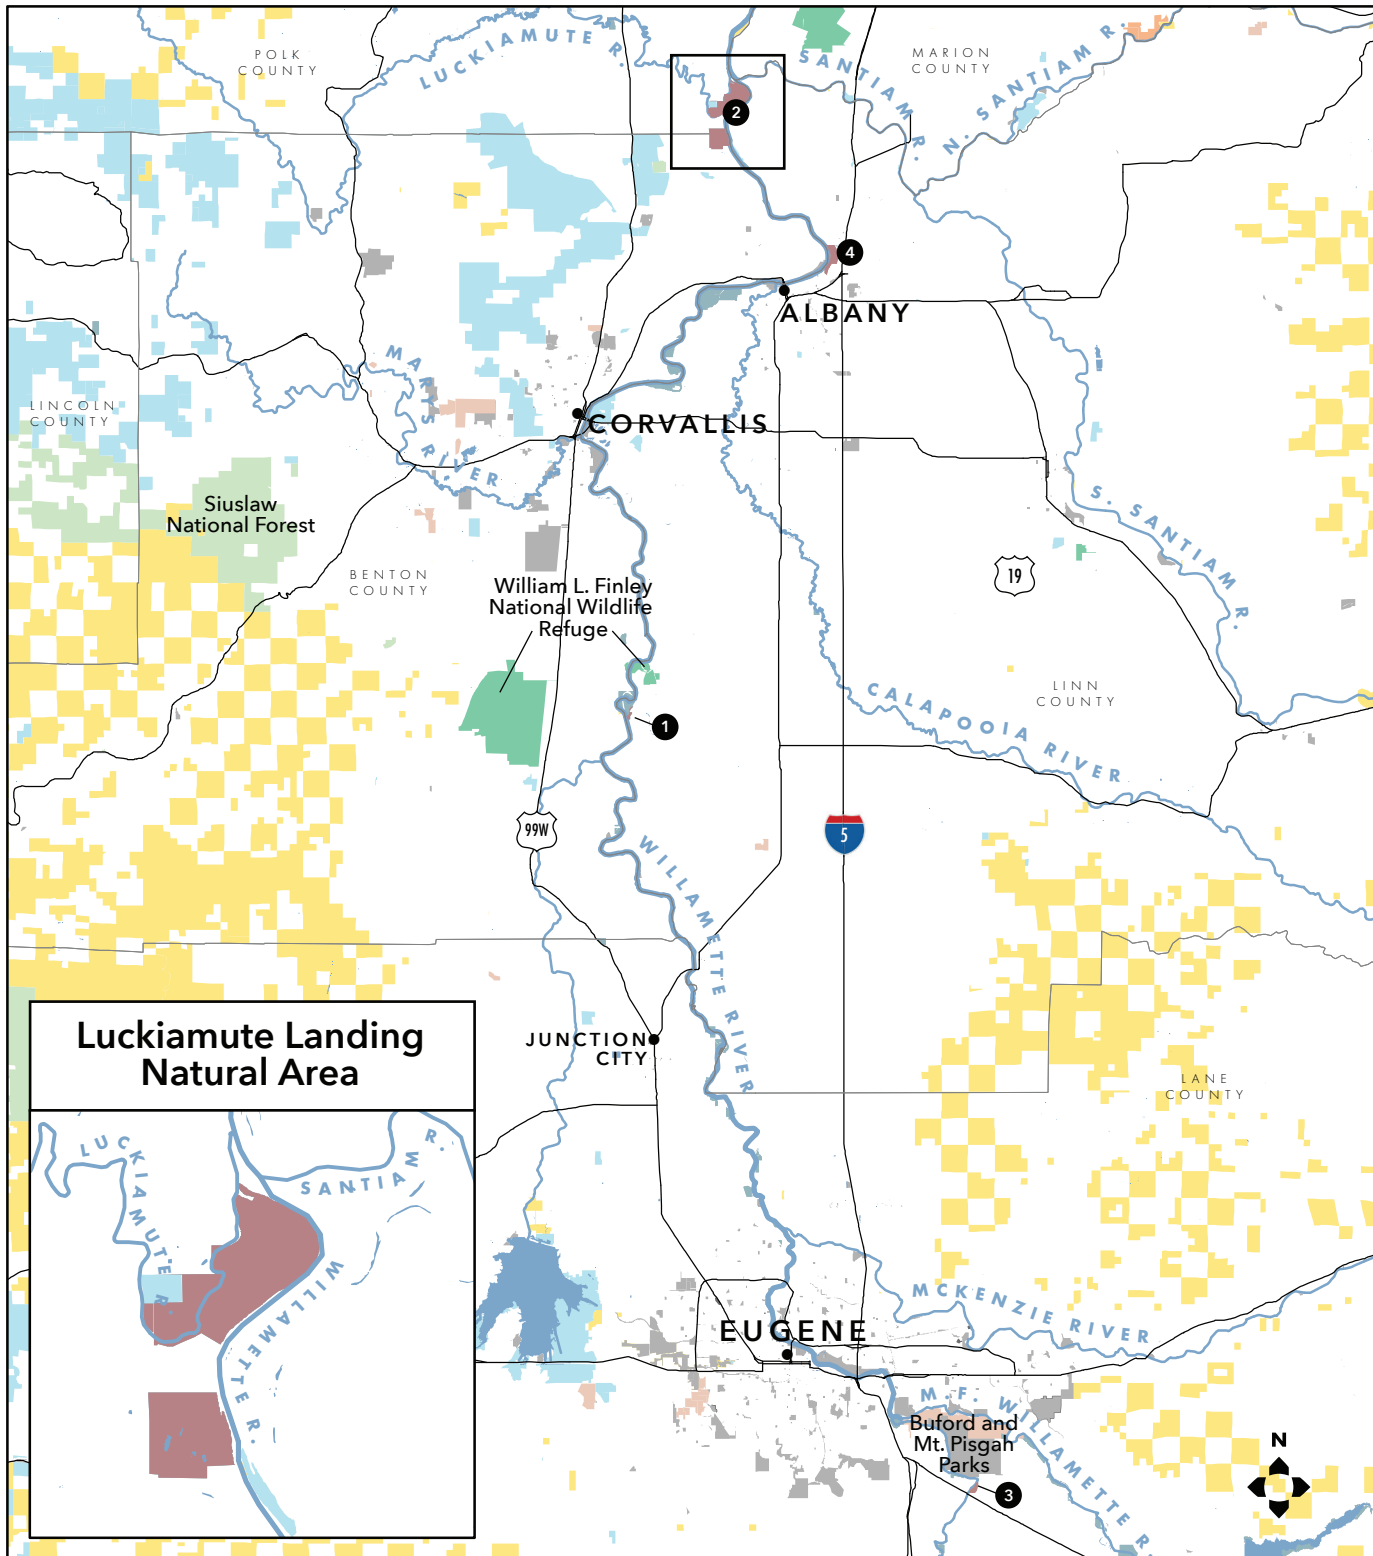 POLK
COUNTY
LUCKIAMUTE R.
SANTIAM R.
MARION
COUNTY
N. SANTIAM R.
2
4
ALBANY
MARYS RIVER
LINCOLN
COUNTY
CORVALLIS
Siuslaw
National Forest
S. SANTIAM R.
BENTON
COUNTY
19
William L. Finley
National Wildlife
Refuge
LINN
COUNTY
CALAPOOIA RIVER
1
99W
5
WILLAMETTE RIVER
JUNCTION
CITY
LANE
COUNTY
Luckiamute Landing
Natural Area
LUCKIAMUTE R.
SANTIAM R.
WILLAMETTE R.
MCKENZIE RIVER
EUGENE
M.F. WILLAMETTE R.
Buford and
Mt. Pisgah
Parks
3
N